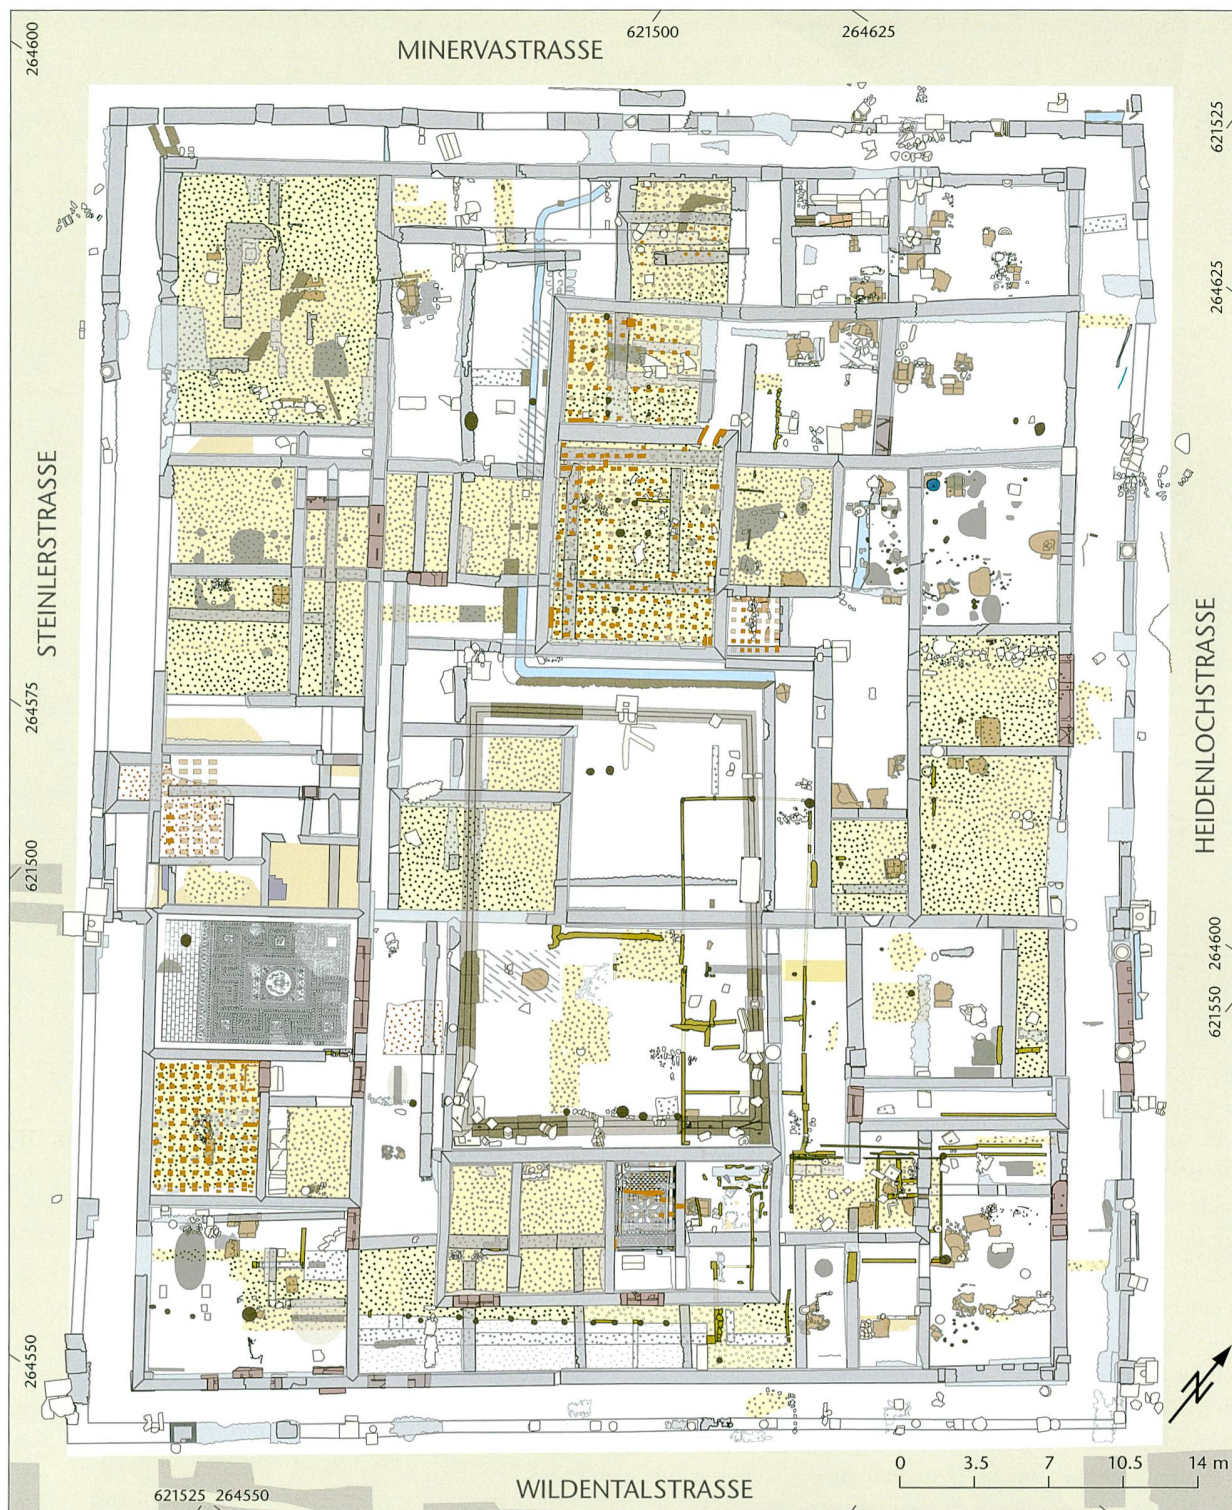 621500
264625
264600
MINERVASTRASSE
621525
264625
STEINLERSTRASSE
HEIDENLOCHSTRASSE
264575
621500
264600
621550
264550
N
0 3.5 7 10.5 14 m
WILDENTALSTRASSE
621525 264550